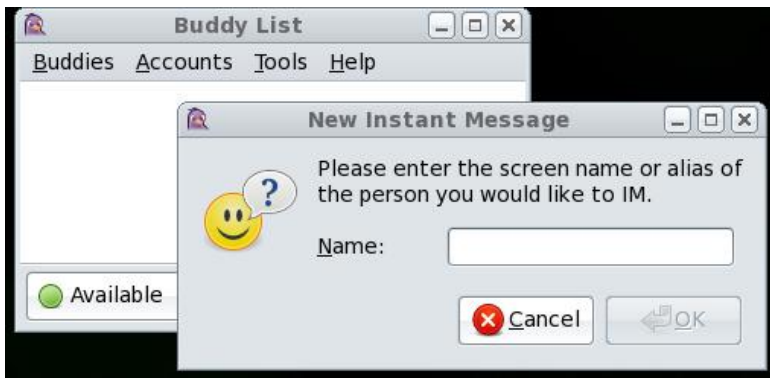 Buddy List
Buddies Accounts Tools Help
New Instant Message
Please enter the screen name or alias of
the person you would like to IM.
?
Name:
Available
Cancel OK